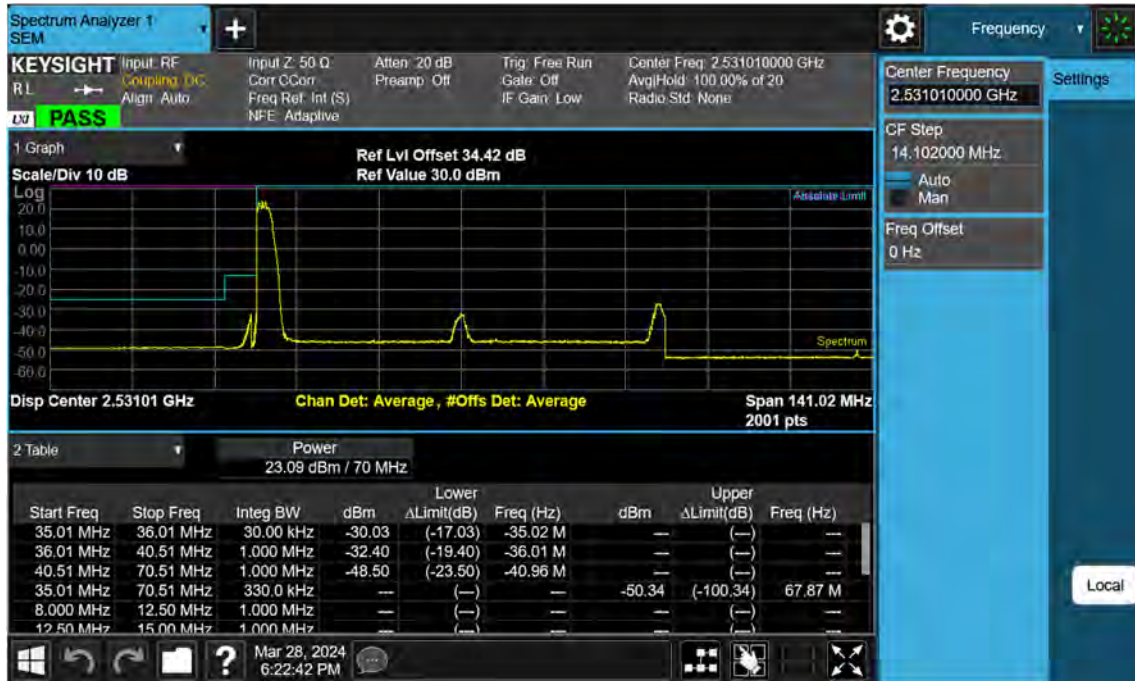 Spectrum Analyzer 1
SEM
+
Frequency
KEYSIGHT
RL
LXI PASS
Input: RF
Coupling: DC
Align: Auto
Input Z: 50 Ω
Corr CCorr
Freq Ref: Int (S)
NFE: Adaptive
Atten: 20 dB
Preamp: Off
Trig: Free Run
Gate: Off
IF Gain: Low
Center Freq: 2.531010000 GHz
Avg|Hold: 100.00% of 20
Radio Std: None
Center Frequency
2.531010000 GHz
Settings
CF Step
14.102000 MHz
Auto
Man
Freq Offset
0 Hz
1 Graph
Scale/Div 10 dB
Ref Lvl Offset 34.42 dB
Ref Value 30.0 dBm
Log
Absolute Limit
20.0
10.0
0.00
-10.0
-20.0
-30.0
-40.0
-50.0
-60.0
Spectrum
Disp Center 2.53101 GHz
Chan Det: Average , #Offs Det: Average
Span 141.02 MHz
2001 pts
2 Table
Power
23.09 dBm / 70 MHz
Lower Upper
Start Freq Stop Freq Integ BW dBm ΔLimit(dB) Freq (Hz) dBm ΔLimit(dB) Freq (Hz)
35.01 MHz 36.01 MHz 30.00 kHz -30.03 (-17.03) -35.02 M --- (---) ---
36.01 MHz 40.51 MHz 1.000 MHz -32.40 (-19.40) -36.01 M --- (---) ---
40.51 MHz 70.51 MHz 1.000 MHz -48.50 (-23.50) -40.96 M --- (---) ---
35.01 MHz 70.51 MHz 330.0 kHz --- (---) --- -50.34 (-100.34) 67.87 M
8.000 MHz 12.50 MHz 1.000 MHz --- (---) --- --- (---) ---
12.50 MHz 15.00 MHz 1.000 MHz --- (---) --- --- (---) ---
Local
?
Mar 28, 2024
6:22:42 PM